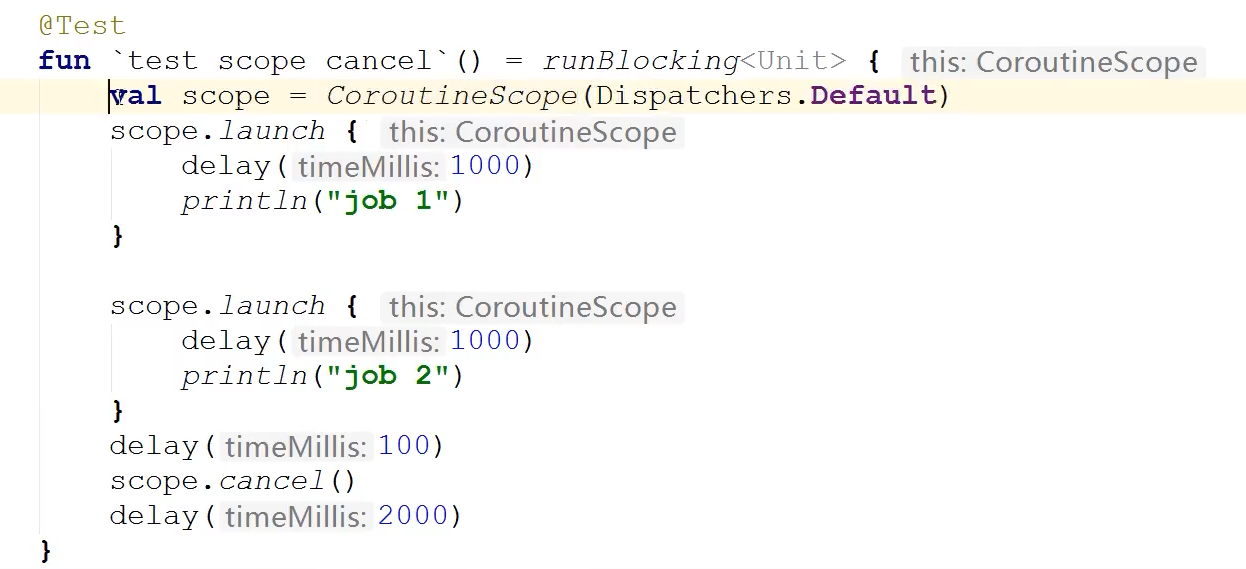 @Test
fun `test scope cancel`() = runBlocking<Unit> { this: CoroutineScope
val scope = CoroutineScope(Dispatchers.Default)
scope.launch { this: CoroutineScope
delay( timeMillis: 1000)
println("job 1")
}
scope.launch { this: CoroutineScope
delay( timeMillis: 1000)
println("job 2")
}
delay( timeMillis: 100)
scope.cancel()
delay( timeMillis: 2000)
}